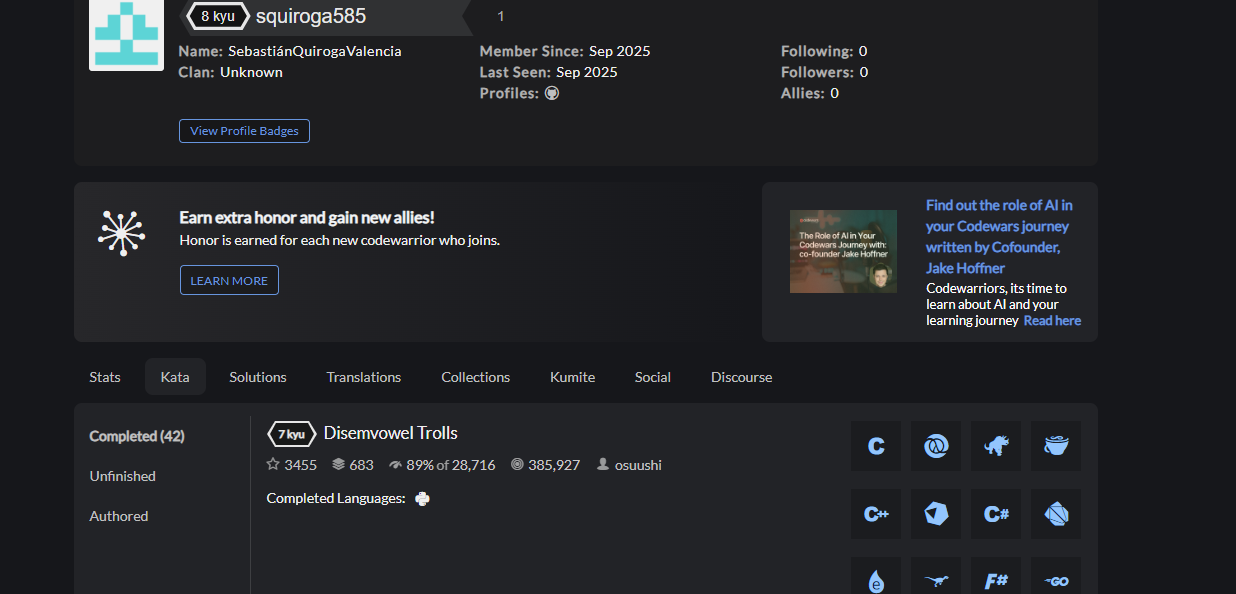 8 kyu squiroga585 1
Name: SebastiánQuirogaValencia
Clan: Unknown
Member Since: Sep 2025
Last Seen: Sep 2025
Profiles:
Following: 0
Followers: 0
Allies: 0
View Profile Badges
Earn extra honor and gain new allies!
Honor is earned for each new codewarrior who joins.
LEARN MORE
The Role of AI in Your
Codewars Journey with:
co-founder Jake Hoffner
Find out the role of AI in
your Codewars journey
written by Cofounder,
Jake Hoffner
Codewarriors, its time to
learn about AI and your
learning journey Read here
Stats Kata Solutions Translations Collections Kumite Social Discourse
Completed (42)
Unfinished
Authored
7 kyu Disemvowel Trolls
3455 683 89% of 28,716 385,927 osuushi
Completed Languages:
C
C++ C#
e F# GO